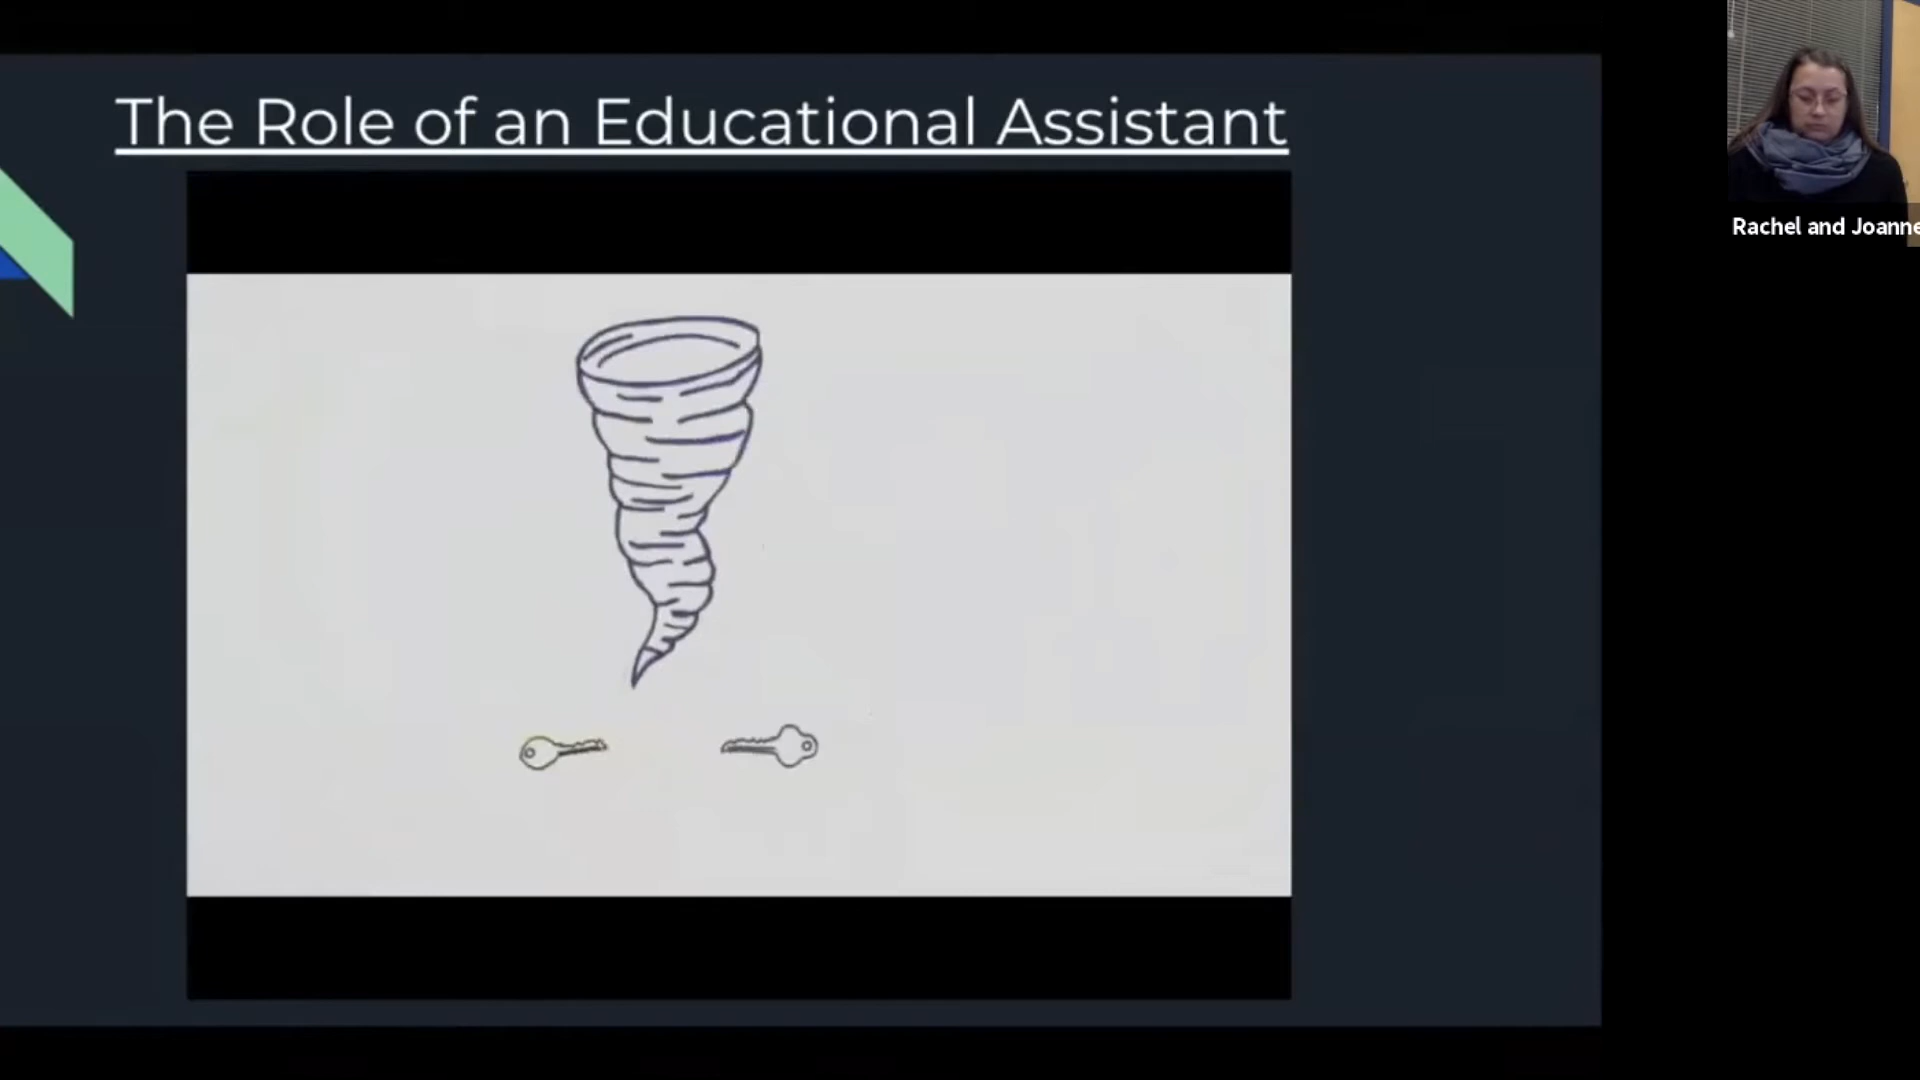 The Role of an Educational Assistant
Rachel and Joanne